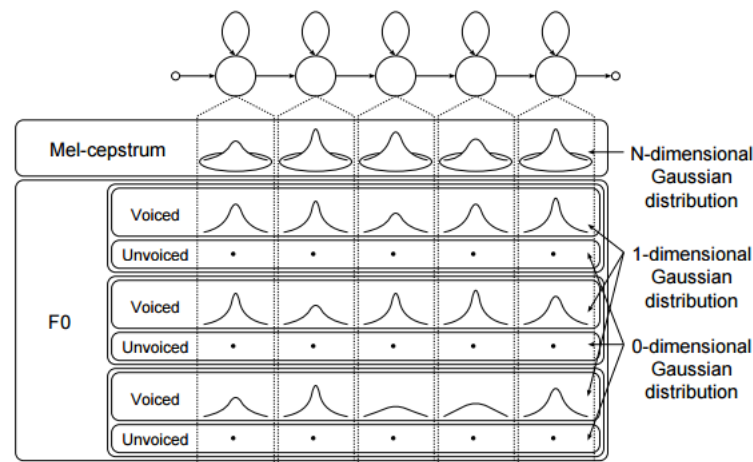 Mel-cepstrum
N-dimensional
Gaussian
distribution
F0
Voiced
Unvoiced
Voiced
Unvoiced
Voiced
Unvoiced
1-dimensional
Gaussian
distribution
0-dimensional
Gaussian
distribution